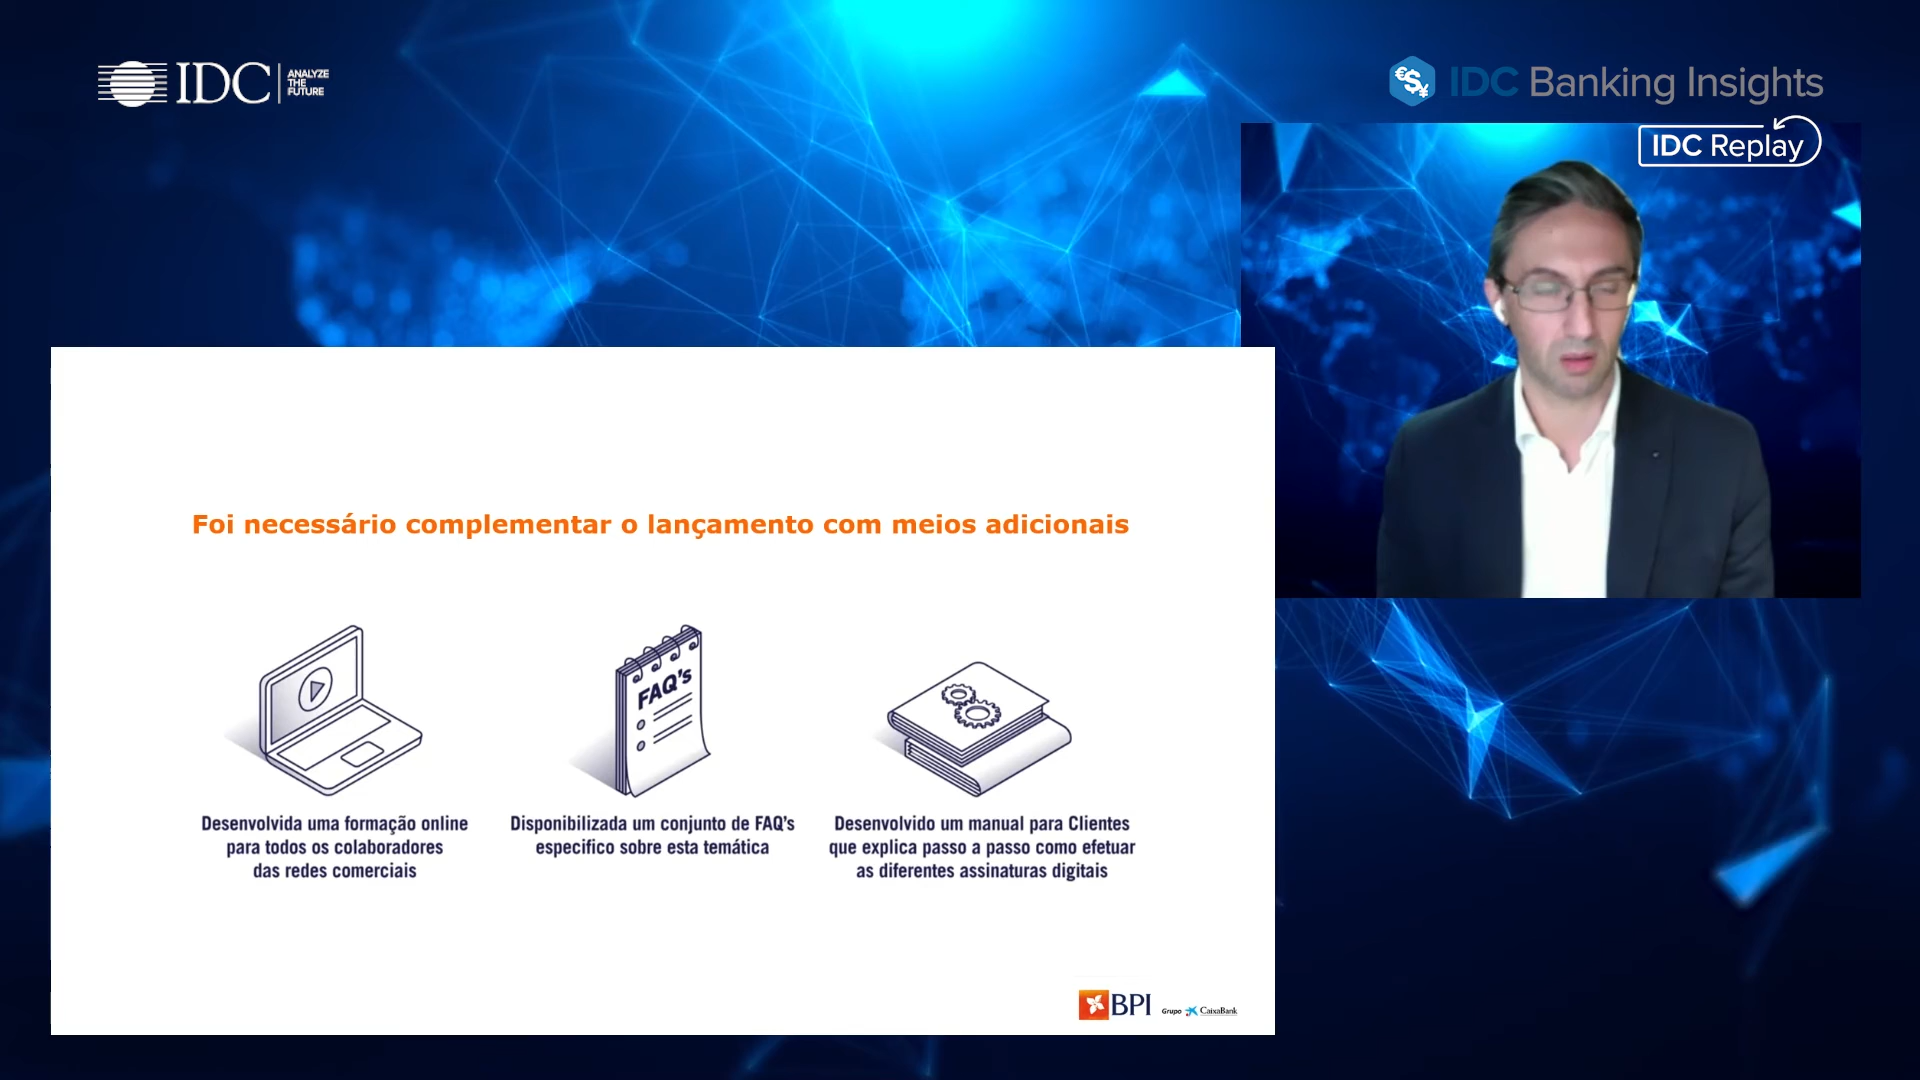 IDC
ANALYZE
THE
FUTURE
IDC Banking Insights
IDC Replay
Foi necessário complementar o lançamento com meios adicionais
FAQ's
Desenvolvida uma formação online
para todos os colaboradores
das redes comerciais
Disponibilizada um conjunto de FAQ's
especifico sobre esta temática
Desenvolvido um manual para Clientes
que explica passo a passo como efetuar
as diferentes assinaturas digitais
BPI
Grupo CaixaBank